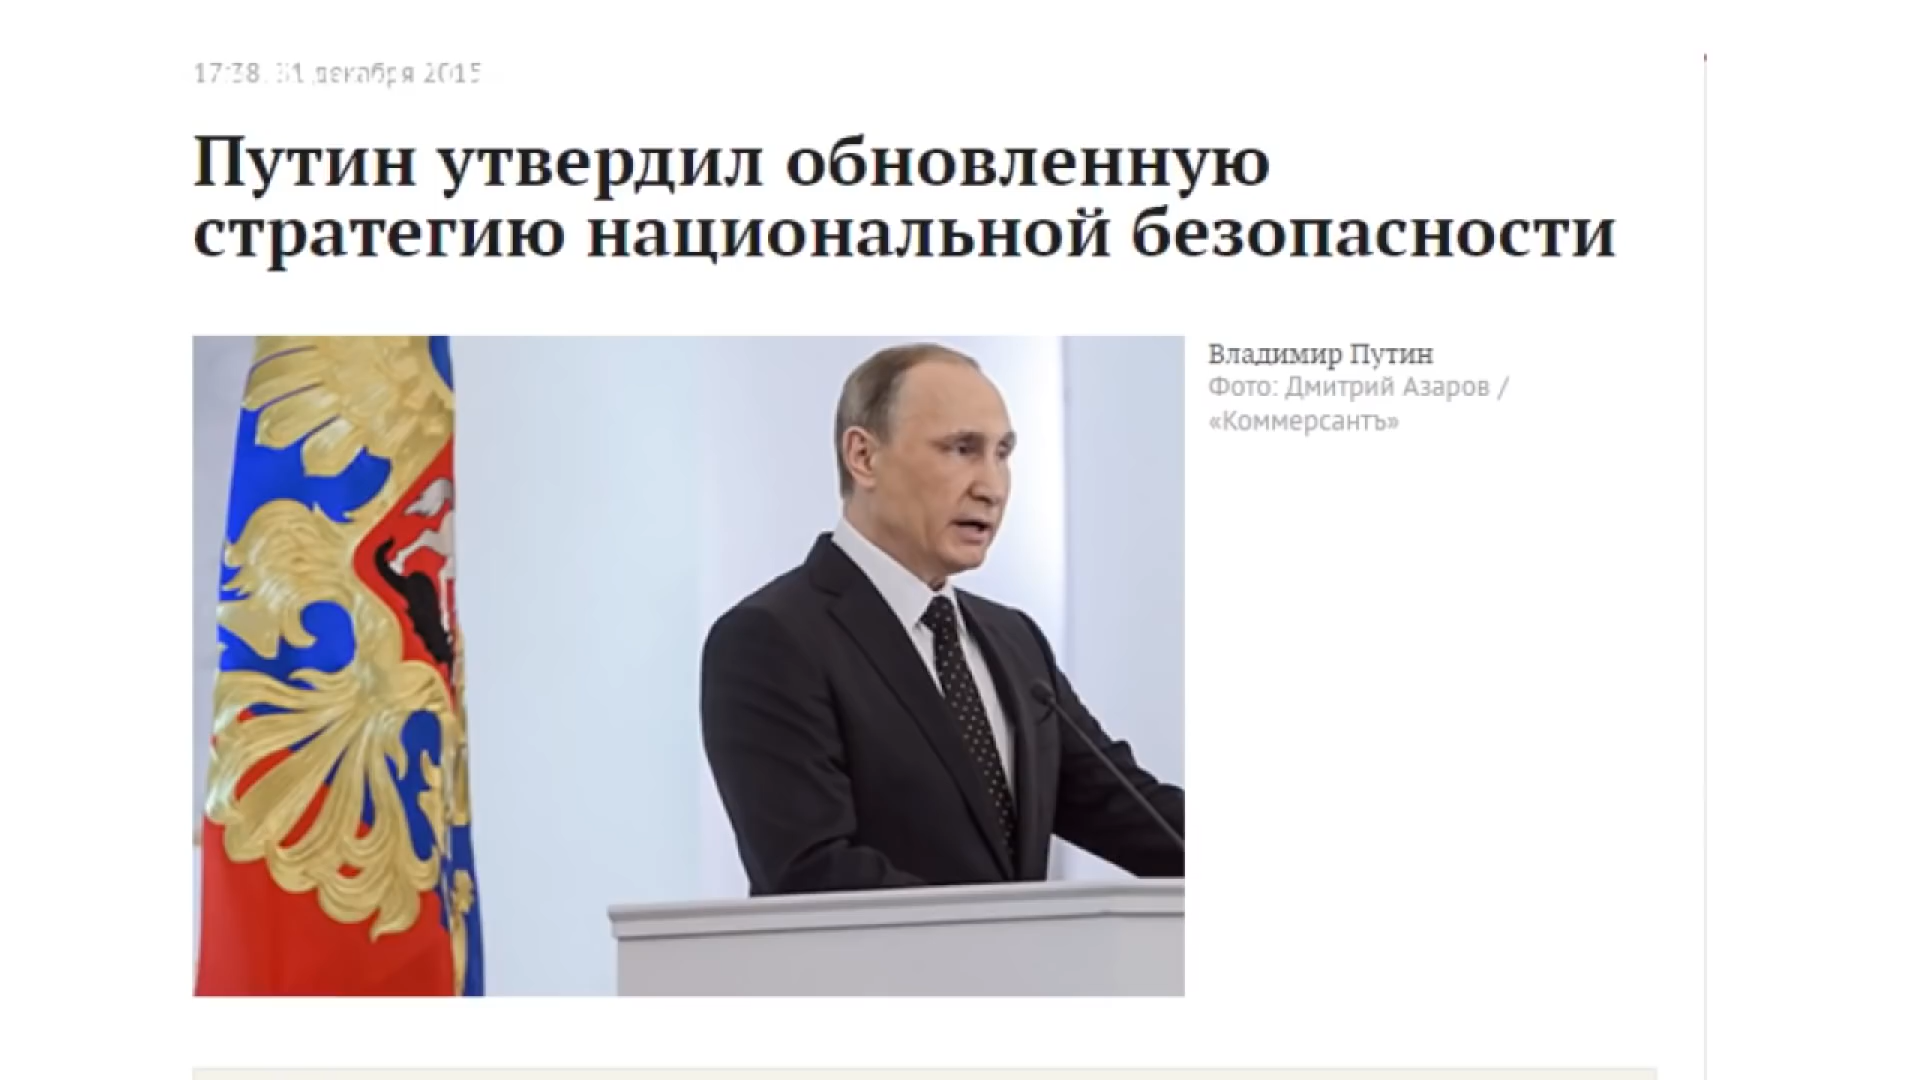 17:38, 31 декабря 2015
Путин утвердил обновленную
стратегию национальной безопасности
Владимир Путин
Фото: Дмитрий Азаров /
«Коммерсантъ»